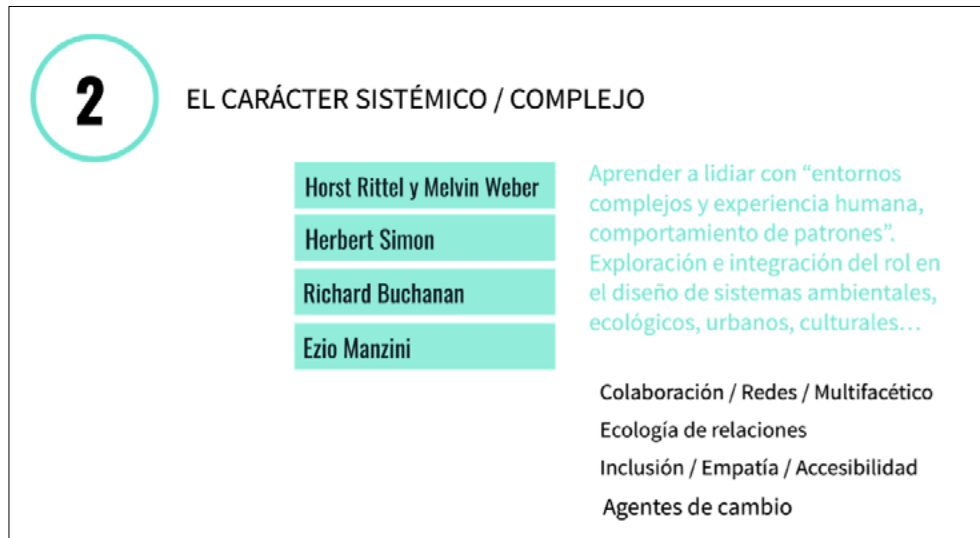 2
EL CARÁCTER SISTÉMICO / COMPLEJO
Horst Rittel y Melvin Weber
Herbert Simon
Richard Buchanan
Ezio Manzini
Aprender a lidiar con “entornos
complejos y experiencia humana,
comportamiento de patrones”.
Exploración e integración del rol en
el diseño de sistemas ambientales,
ecológicos, urbanos, culturales…
Colaboración / Redes / Multifacético
Ecología de relaciones
Inclusión / Empatía / Accesibilidad
Agentes de cambio